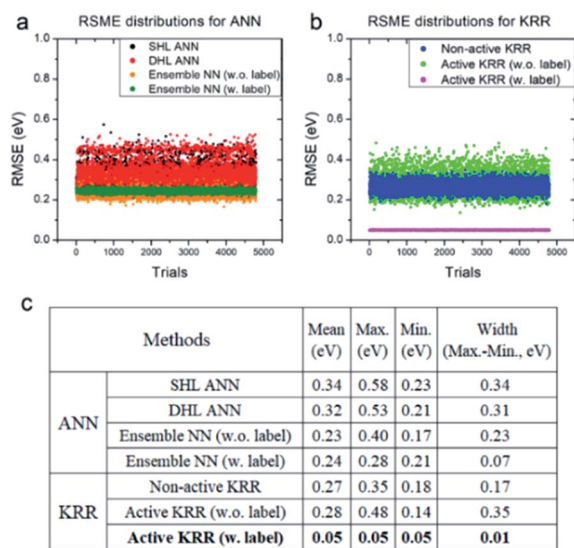 a
RSME distributions for ANN
1.0
0.8
0.6
0.4
0.2
0.0
RMSE (eV)
SHL ANN
DHL ANN
Ensemble NN (w.o. label)
Ensemble NN (w. label)
0 1000 2000 3000 4000 5000
Trials
b
RSME distributions for KRR
1.0
0.8
0.6
0.4
0.2
0.0
RMSE (eV)
Non-active KRR
Active KRR (w.o. label)
Active KRR (w. label)
0 1000 2000 3000 4000 5000
Trials
c
Methods Mean (eV) Max. (eV) Min. (eV) Width (Max.-Min., eV)
ANN
SHL ANN 0.34 0.58 0.23 0.34
DHL ANN 0.32 0.53 0.21 0.31
Ensemble NN (w.o. label) 0.23 0.40 0.17 0.23
Ensemble NN (w. label) 0.24 0.28 0.21 0.07
KRR
Non-active KRR 0.27 0.35 0.18 0.17
Active KRR (w.o. label) 0.28 0.48 0.14 0.35
Active KRR (w. label) 0.05 0.05 0.05 0.01